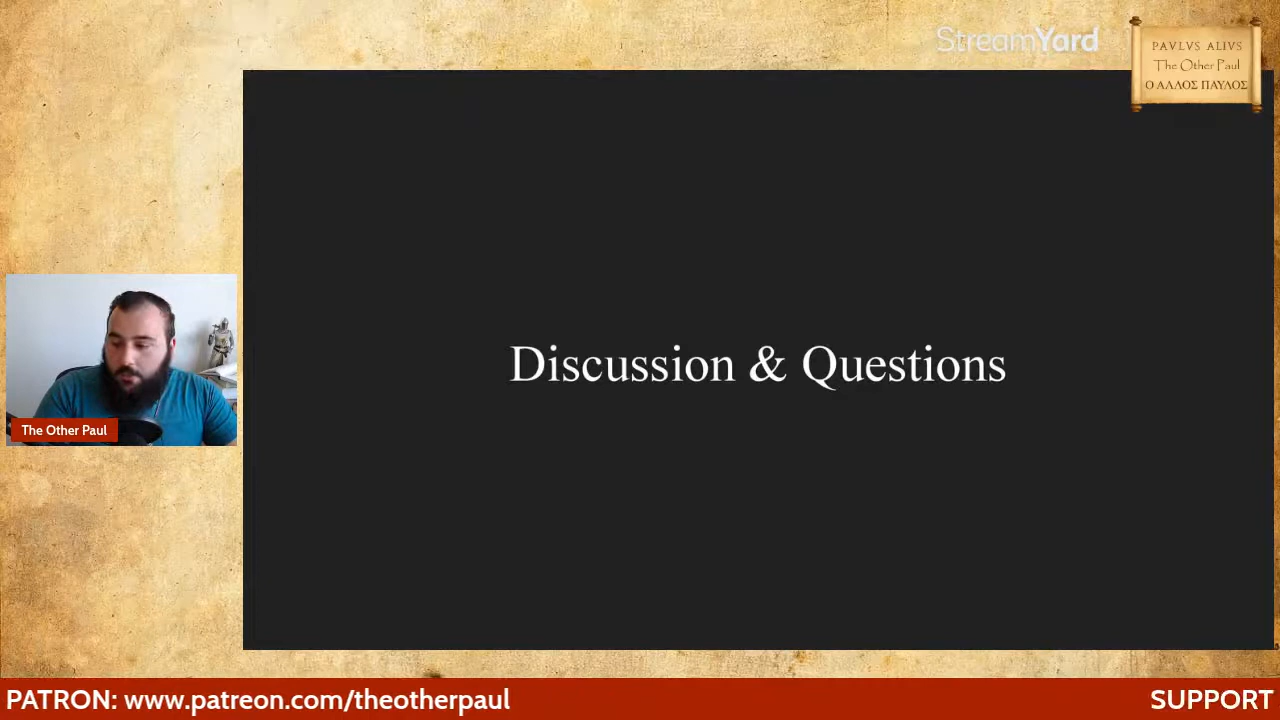 StreamYard
PAVLVS ALIVS
The Other Paul
Ο ΑΛΛΟΣ ΠΑΥΛΟΣ
Discussion & Questions
The Other Paul
PATRON: www.patreon.com/theotherpaul
SUPPORT